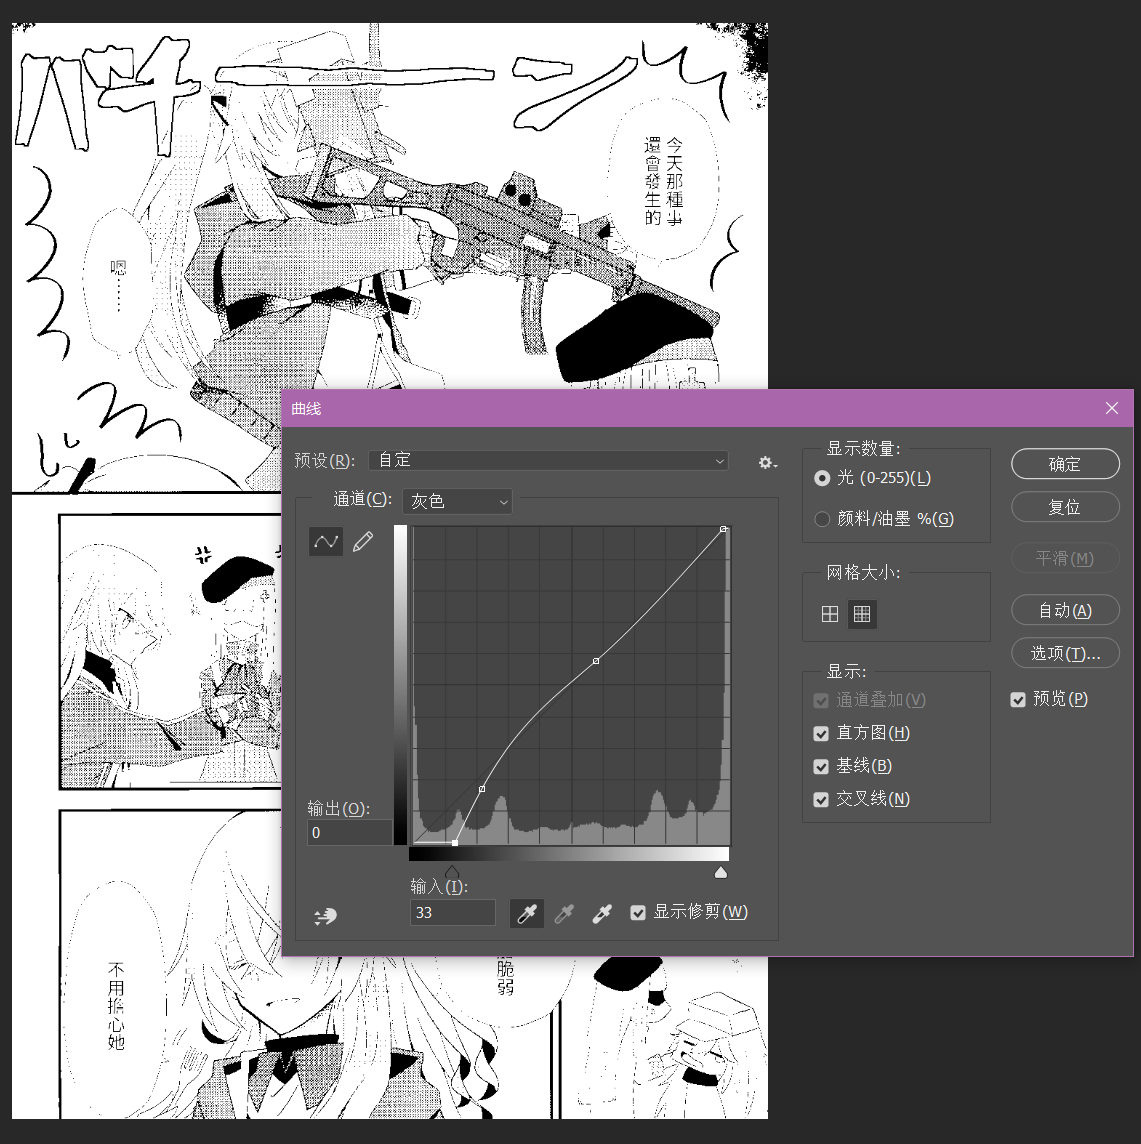 バチーン
今天那種事
還會發生的
嗯……
曲线
预设(R): 自定
通道(C): 灰色
输出(O):
0
输入(I):
33
显示修剪(W)
显示数量:
光 (0-255)(L)
颜料/油墨 %(G)
网格大小:
显示:
通道叠加(V)
直方图(H)
基线(B)
交叉线(N)
确定
复位
平滑(M)
自动(A)
选项(T)...
预览(P)
脆弱
不用擔心她